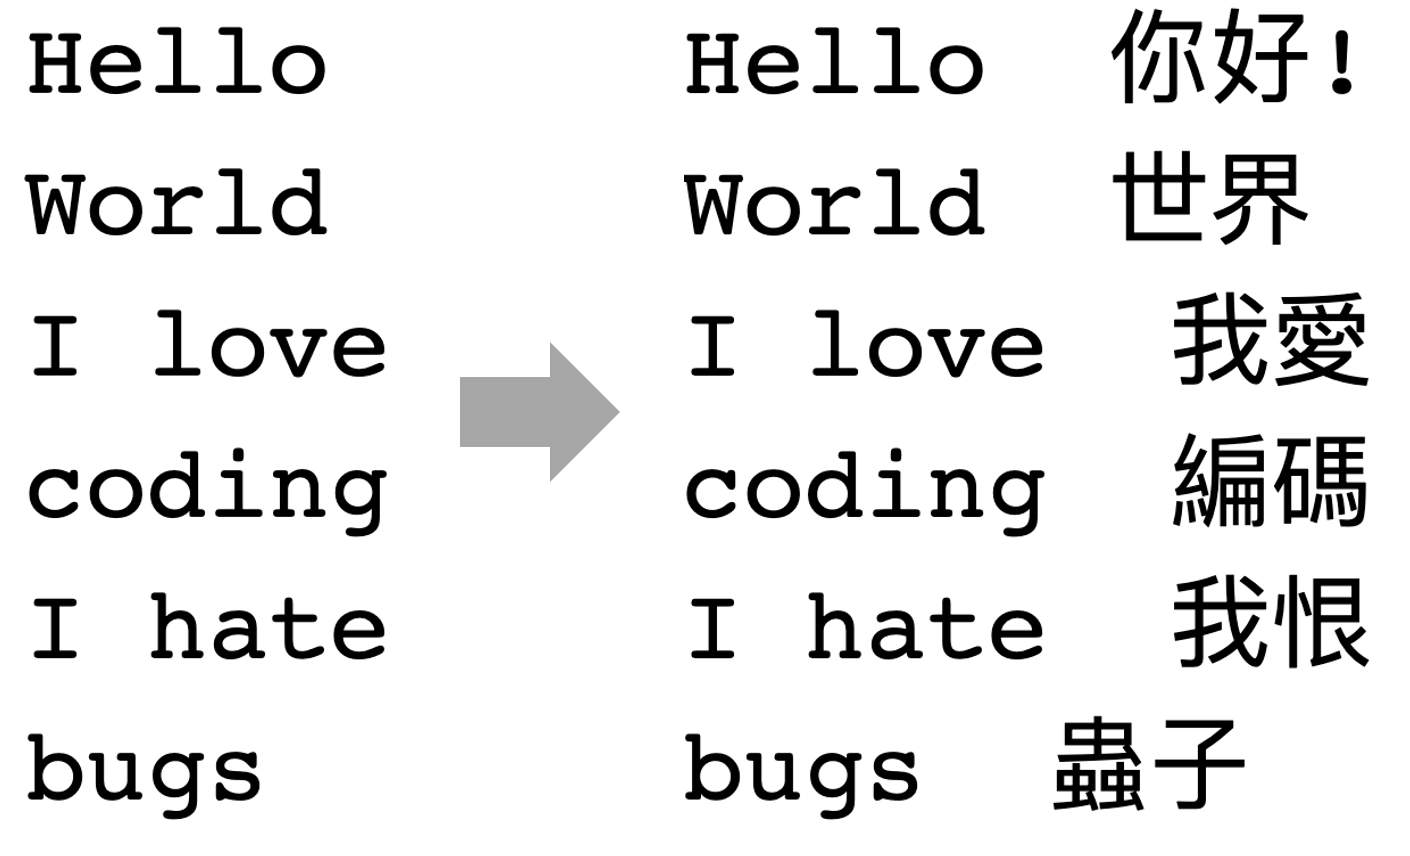 Hello
World
I love
coding
I hate
bugs
Hello 你好!
World 世界
I love 我愛
coding 編碼
I hate 我恨
bugs 蟲子